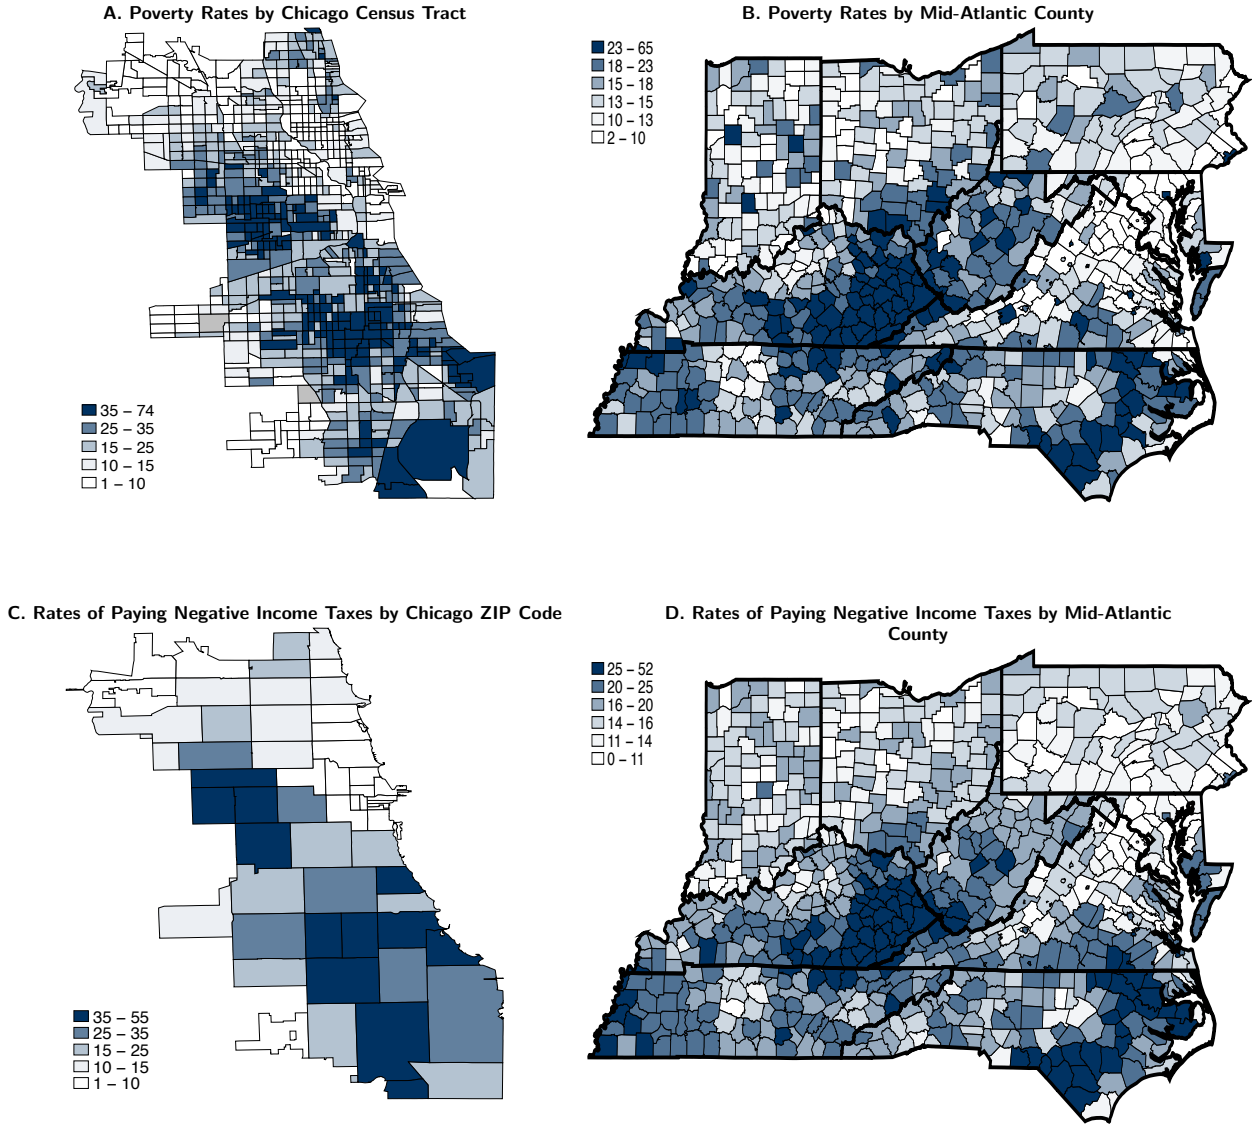 A. Poverty Rates by Chicago Census Tract
35 – 74
25 – 35
15 – 25
10 – 15
1 – 10
B. Poverty Rates by Mid-Atlantic County
23 – 65
18 – 23
15 – 18
13 – 15
10 – 13
2 – 10
C. Rates of Paying Negative Income Taxes by Chicago ZIP Code
35 – 55
25 – 35
15 – 25
10 – 15
1 – 10
D. Rates of Paying Negative Income Taxes by Mid-Atlantic
County
25 – 52
20 – 25
16 – 20
14 – 16
11 – 14
0 – 11